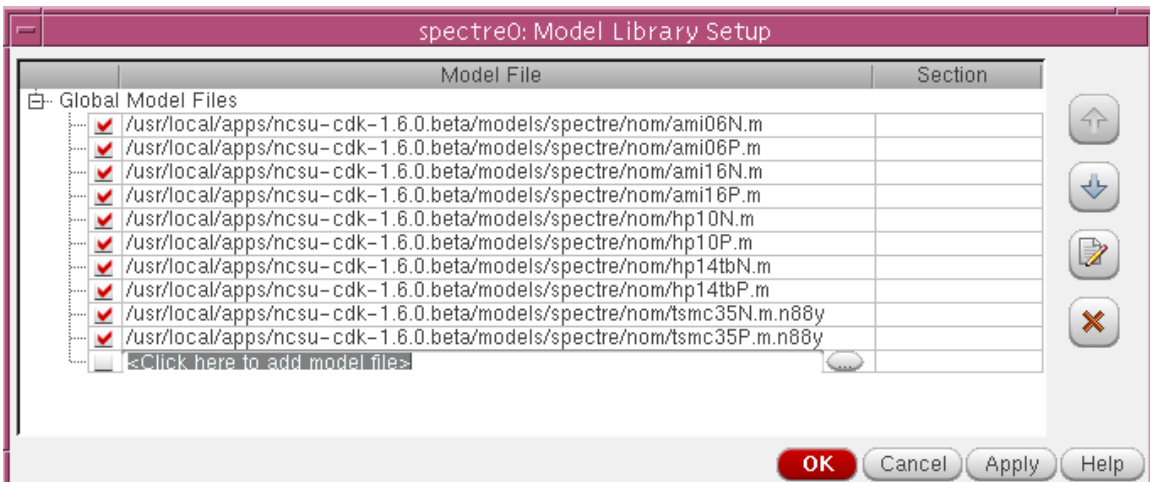 spectre0: Model Library Setup
Model File Section
Global Model Files
/usr/local/apps/ncsu-cdk-1.6.0.beta/models/spectre/nom/ami06N.m
/usr/local/apps/ncsu-cdk-1.6.0.beta/models/spectre/nom/ami06P.m
/usr/local/apps/ncsu-cdk-1.6.0.beta/models/spectre/nom/ami16N.m
/usr/local/apps/ncsu-cdk-1.6.0.beta/models/spectre/nom/ami16P.m
/usr/local/apps/ncsu-cdk-1.6.0.beta/models/spectre/nom/hp10N.m
/usr/local/apps/ncsu-cdk-1.6.0.beta/models/spectre/nom/hp10P.m
/usr/local/apps/ncsu-cdk-1.6.0.beta/models/spectre/nom/hp14tbN.m
/usr/local/apps/ncsu-cdk-1.6.0.beta/models/spectre/nom/hp14tbP.m
/usr/local/apps/ncsu-cdk-1.6.0.beta/models/spectre/nom/tsmc35N.m.n88y
/usr/local/apps/ncsu-cdk-1.6.0.beta/models/spectre/nom/tsmc35P.m.n88y
<Click here to add model file>
OK Cancel Apply Help